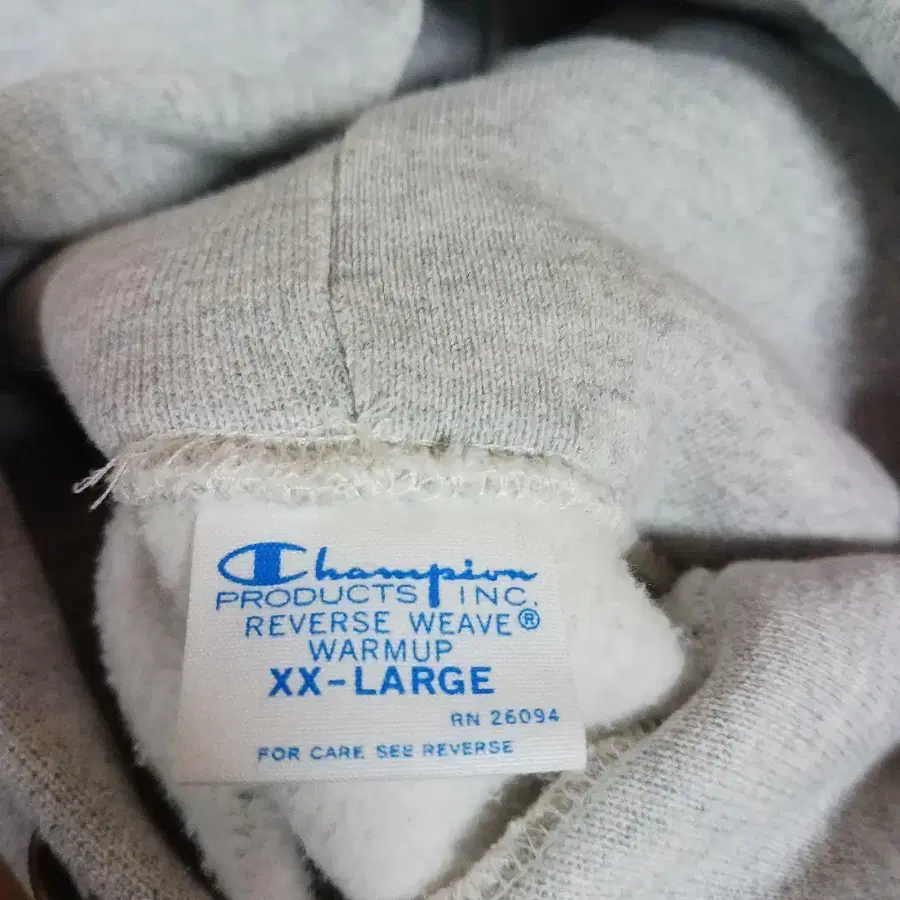 Champion
PRODUCTS INC.
REVERSE WEAVE®
WARMUP
XX-LARGE
RN 26094
FOR CARE SEE REVERSE